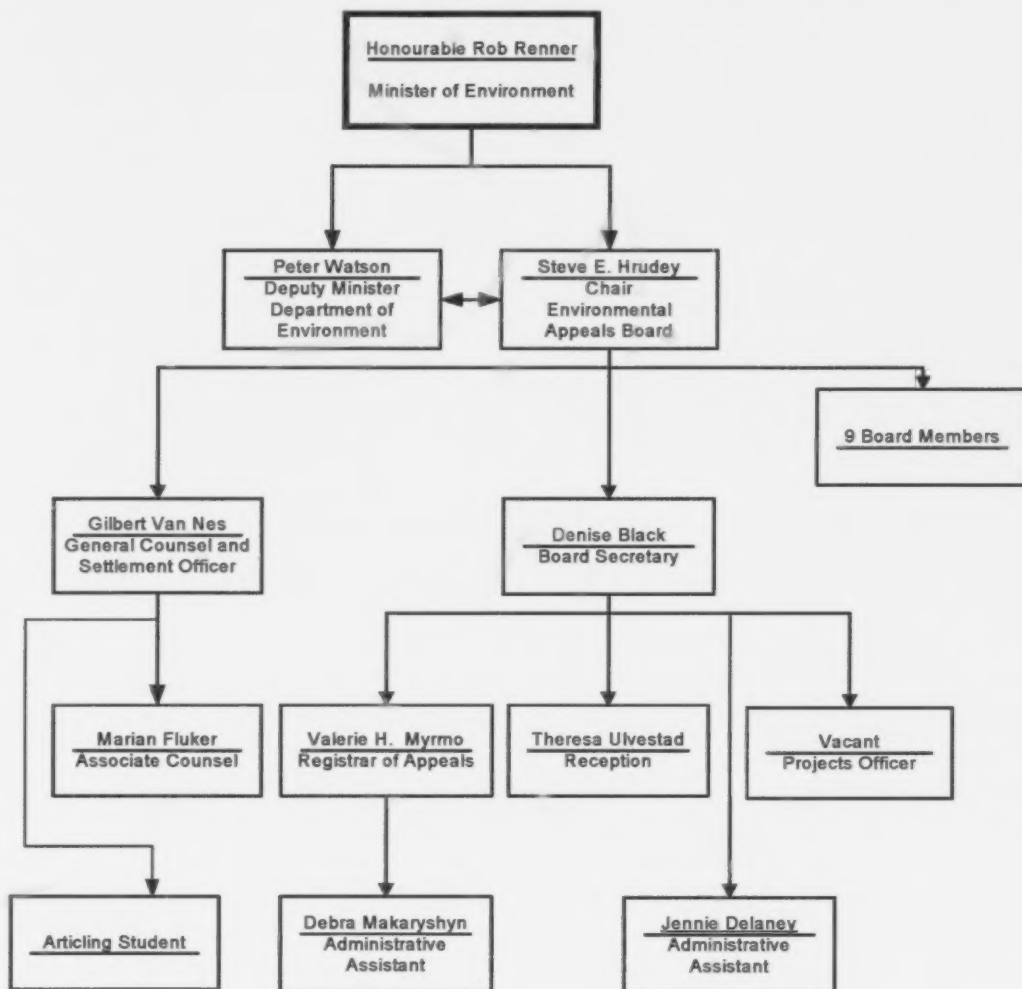 Honourable Rob Renner
Minister of Environment
Peter Watson
Deputy Minister
Department of
Environment
Steve E. Hrudey
Chair
Environmental
Appeals Board
9 Board Members
Gilbert Van Nes
General Counsel and
Settlement Officer
Denise Black
Board Secretary
Marian Fluker
Associate Counsel
Valerie H. Myrmo
Registrar of Appeals
Theresa Ulvestad
Reception
Vacant
Projects Officer
Articling Student
Debra Makaryshyn
Administrative
Assistant
Jennie Delaney
Administrative
Assistant